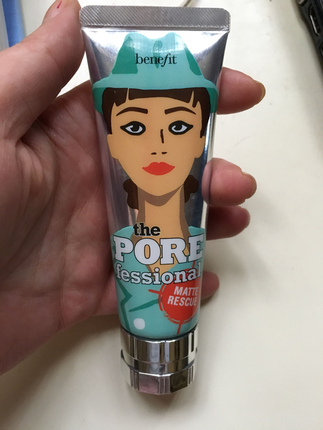 benefit
the
PORE
fessional
MATTE
RESCUE